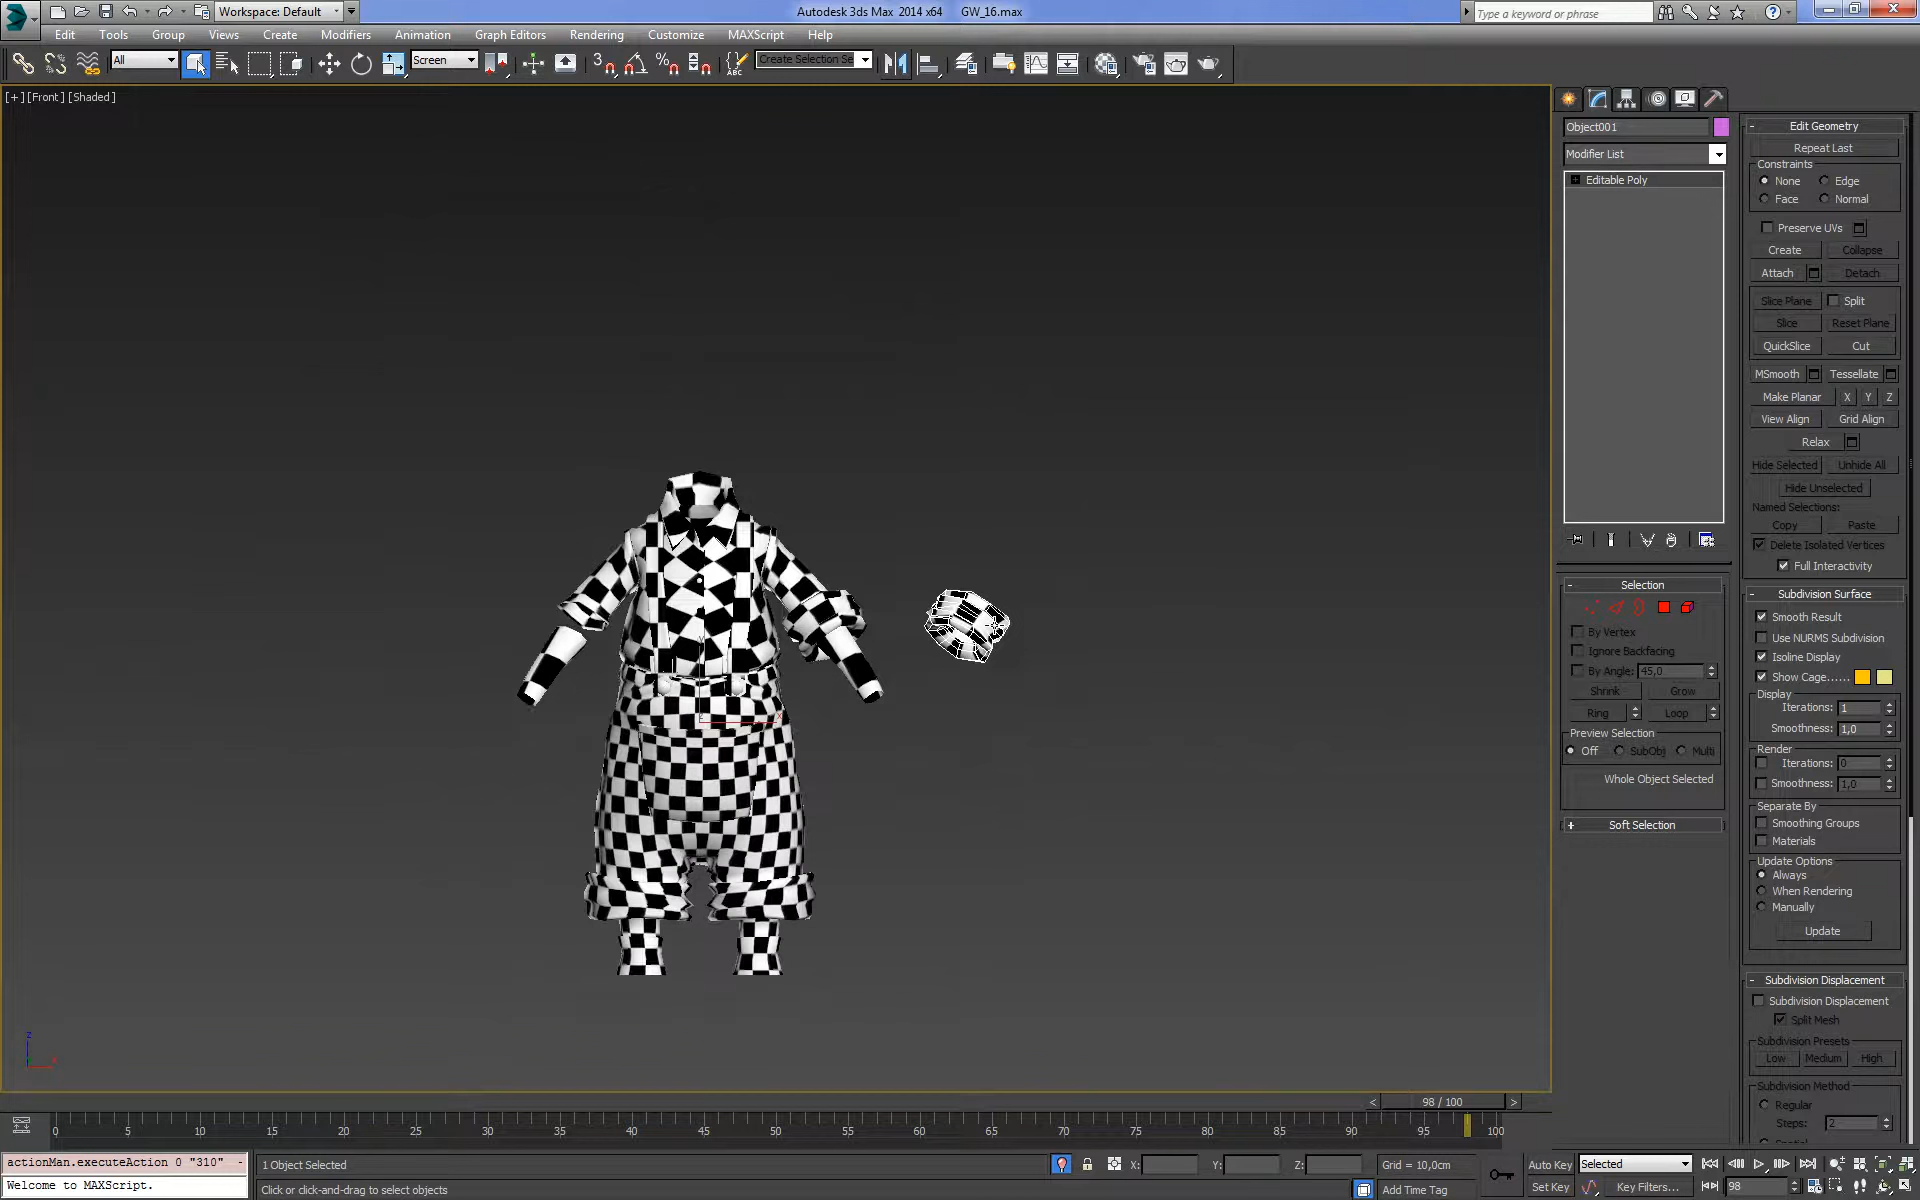 Workspace: Default
Autodesk 3ds Max 2014 x64 GW_16.max
Type a keyword or phrase
Edit Tools Group Views Create Modifiers Animation Graph Editors Rendering Customize MAXScript Help
All
Screen
3
ABC
Create Selection Se
[+] [Front] [Shaded]
Object001
Modifier List
Editable Poly
Selection
By Vertex
Ignore Backfacing
By Angle: 45,0
Shrink Grow
Ring Loop
Preview Selection
Off SubObj Multi
Whole Object Selected
Soft Selection
Edit Geometry
Repeat Last
Constraints
None Edge
Face Normal
Preserve UVs
Create Collapse
Attach Detach
Slice Plane Split
Slice Reset Plane
QuickSlice Cut
MSmooth Tessellate
Make Planar X Y Z
View Align Grid Align
Relax
Hide Selected Unhide All
Hide Unselected
Named Selections:
Copy Paste
Delete Isolated Vertices
Full Interactivity
Subdivision Surface
Smooth Result
Use NURMS Subdivision
Isoline Display
Show Cage......
Display
Iterations: 1
Smoothness: 1,0
Render
Iterations: 0
Smoothness: 1,0
Separate By
Smoothing Groups
Materials
Update Options
Always
When Rendering
Manually
Update
Subdivision Displacement
Subdivision Displacement
Split Mesh
Subdivision Presets
Low Medium High
Subdivision Method
Regular
Steps: 2
< 98 / 100 >
0 5 10 15 20 25 30 35 40 45 50 55 60 65 70 75 80 85 90 95 100
actionMan.executeAction 0 "310" -
Welcome to MAXScript.
1 Object Selected
Click or click-and-drag to select objects
X: Y: Z: Grid = 10,0cm
Add Time Tag
Auto Key Selected
Set Key Key Filters...
98